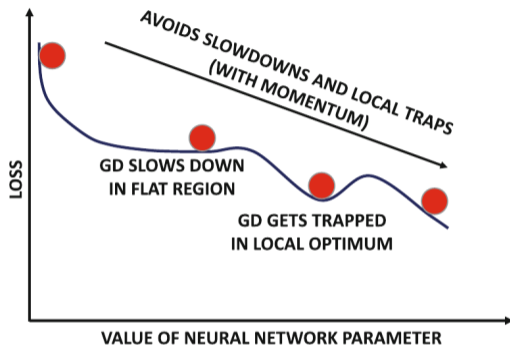 AVOIDS SLOWDOWNS AND LOCAL TRAPS
(WITH MOMENTUM)
GD SLOWS DOWN
IN FLAT REGION
GD GETS TRAPPED
IN LOCAL OPTIMUM
LOSS
VALUE OF NEURAL NETWORK PARAMETER